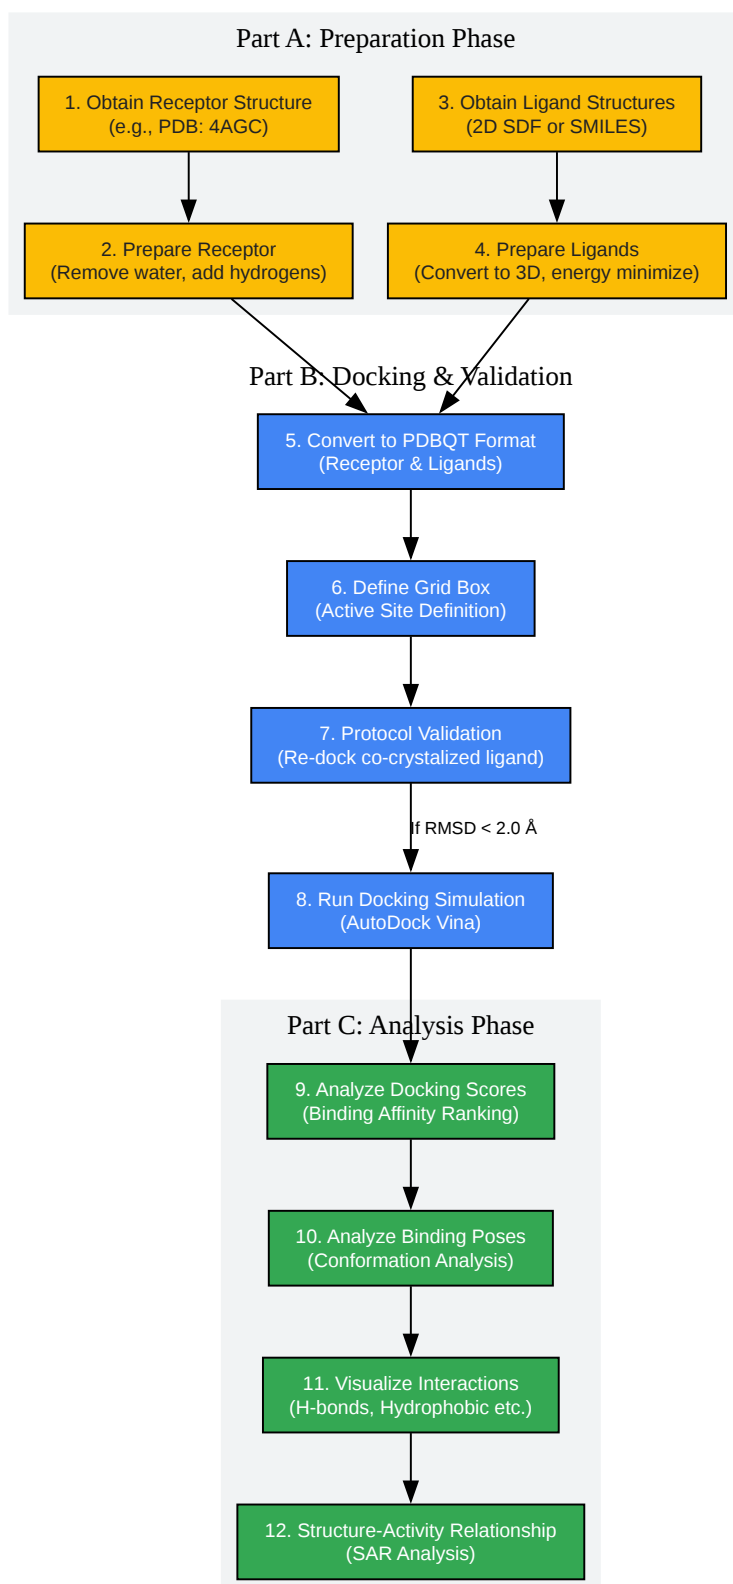 Part A: Preparation Phase
1. Obtain Receptor Structure
(e.g., PDB: 4AGC)
3. Obtain Ligand Structures
(2D SDF or SMILES)
2. Prepare Receptor
(Remove water, add hydrogens)
4. Prepare Ligands
(Convert to 3D, energy minimize)
Part B: Docking & Validation
5. Convert to PDBQT Format
(Receptor & Ligands)
6. Define Grid Box
(Active Site Definition)
7. Protocol Validation
(Re-dock co-crystalized ligand)
If RMSD < 2.0 Å
8. Run Docking Simulation
(AutoDock Vina)
Part C: Analysis Phase
9. Analyze Docking Scores
(Binding Affinity Ranking)
10. Analyze Binding Poses
(Conformation Analysis)
11. Visualize Interactions
(H-bonds, Hydrophobic etc.)
12. Structure-Activity Relationship
(SAR Analysis)